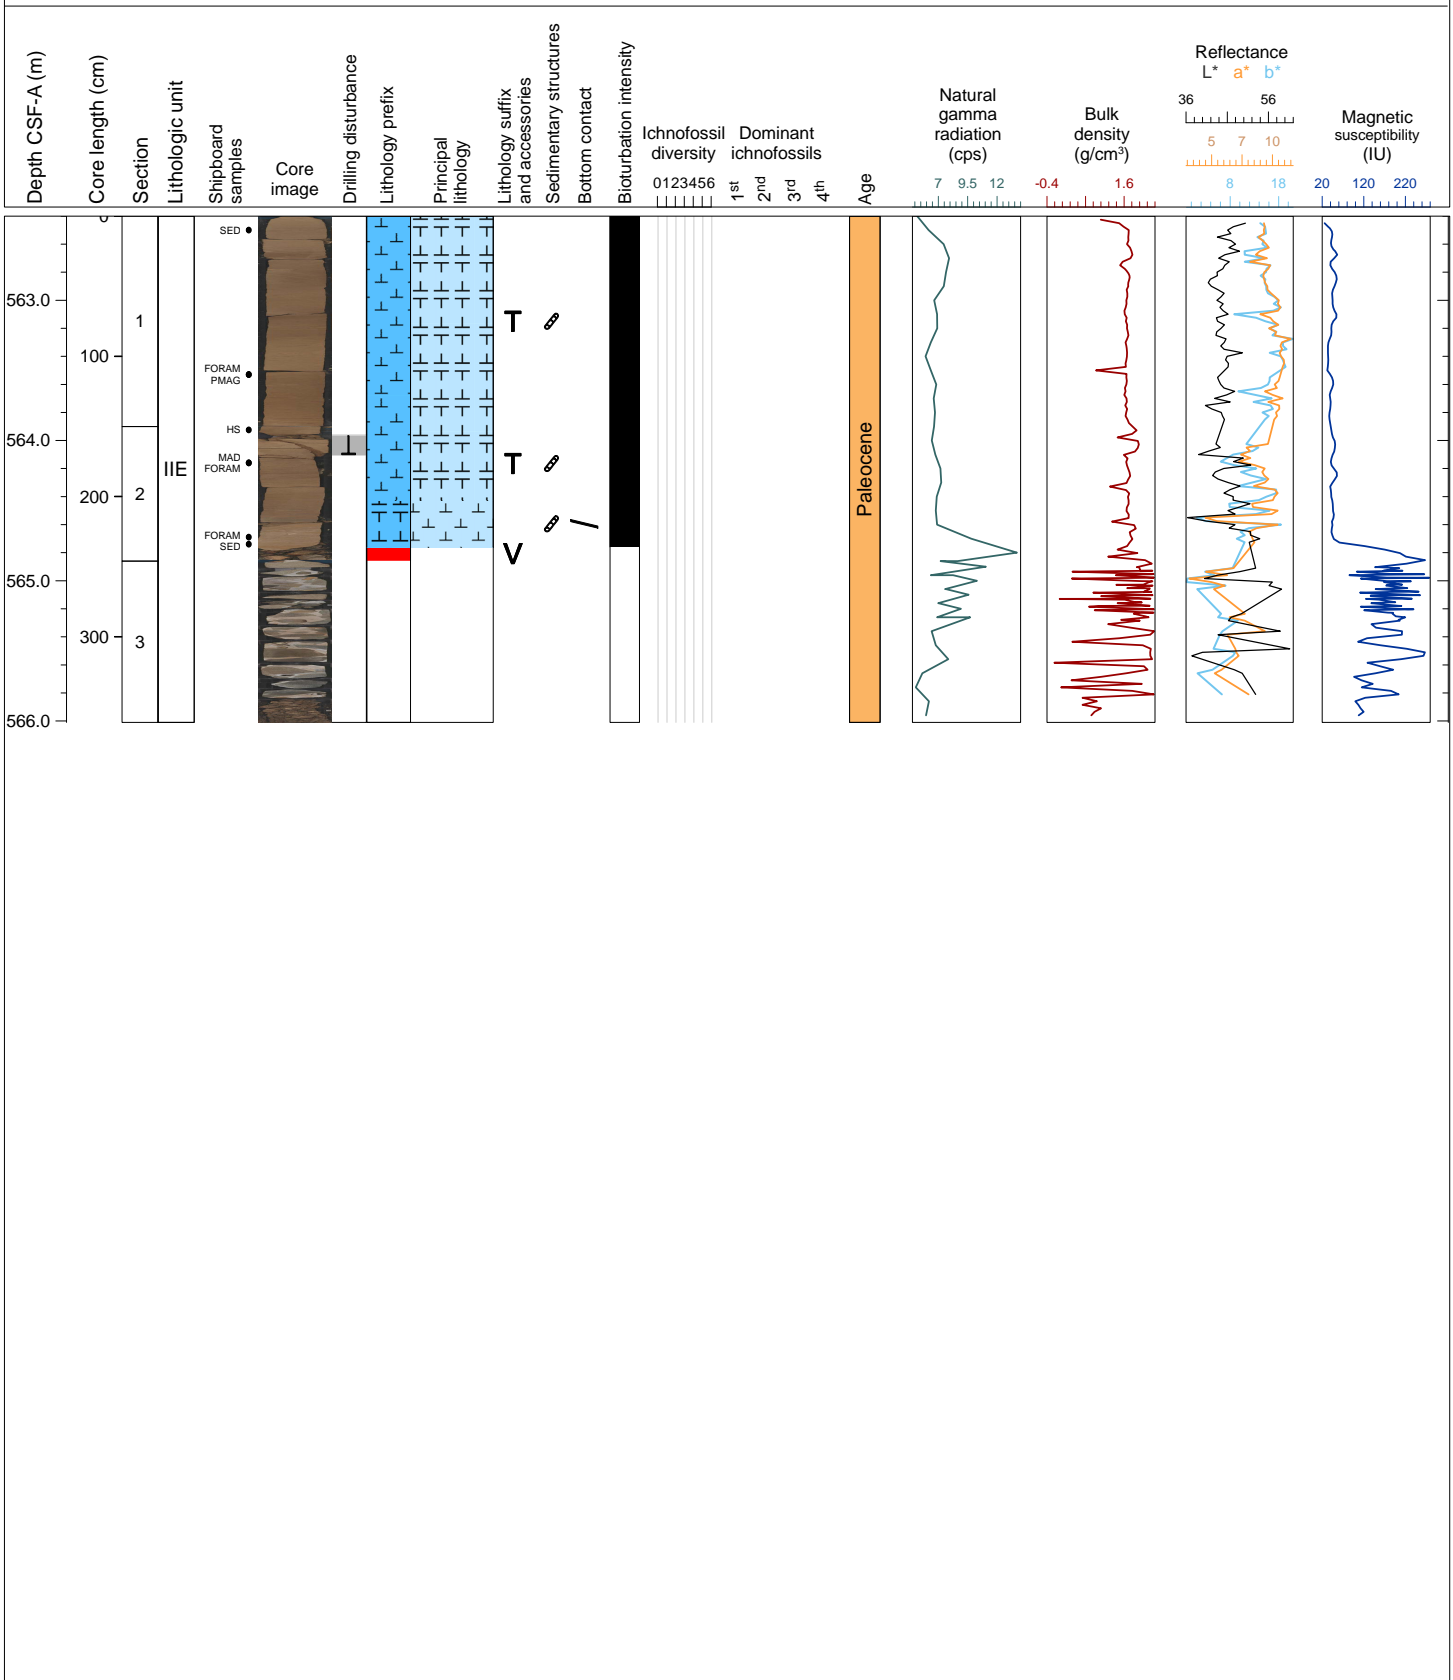 Depth CSF-A (m)
Core length (cm)
Section
Lithologic unit
Shipboard
samples
Core
image
Drilling disturbance
Lithology prefix
Principal
lithology
Lithology suffix
and accessories
Sedimentary structures
Bottom contact
Bioturbation intensity
Ichnofossil
diversity
0123456
Dominant
ichnofossils
1st
2nd
3rd
4th
Age
Natural
gamma
radiation
(cps)
7 9.5 12
Bulk
density
(g/cm³)
-0.4 1.6
Reflectance
L* a* b*
36 56
5 7 10
8 18
Magnetic
susceptibility
(IU)
20 120 220
0
563.0
100
564.0
200
565.0
300
566.0
1
2
3
IIE
SED
FORAM
PMAG
HS
MAD
FORAM
FORAM
SED
T
T
V
Paleocene